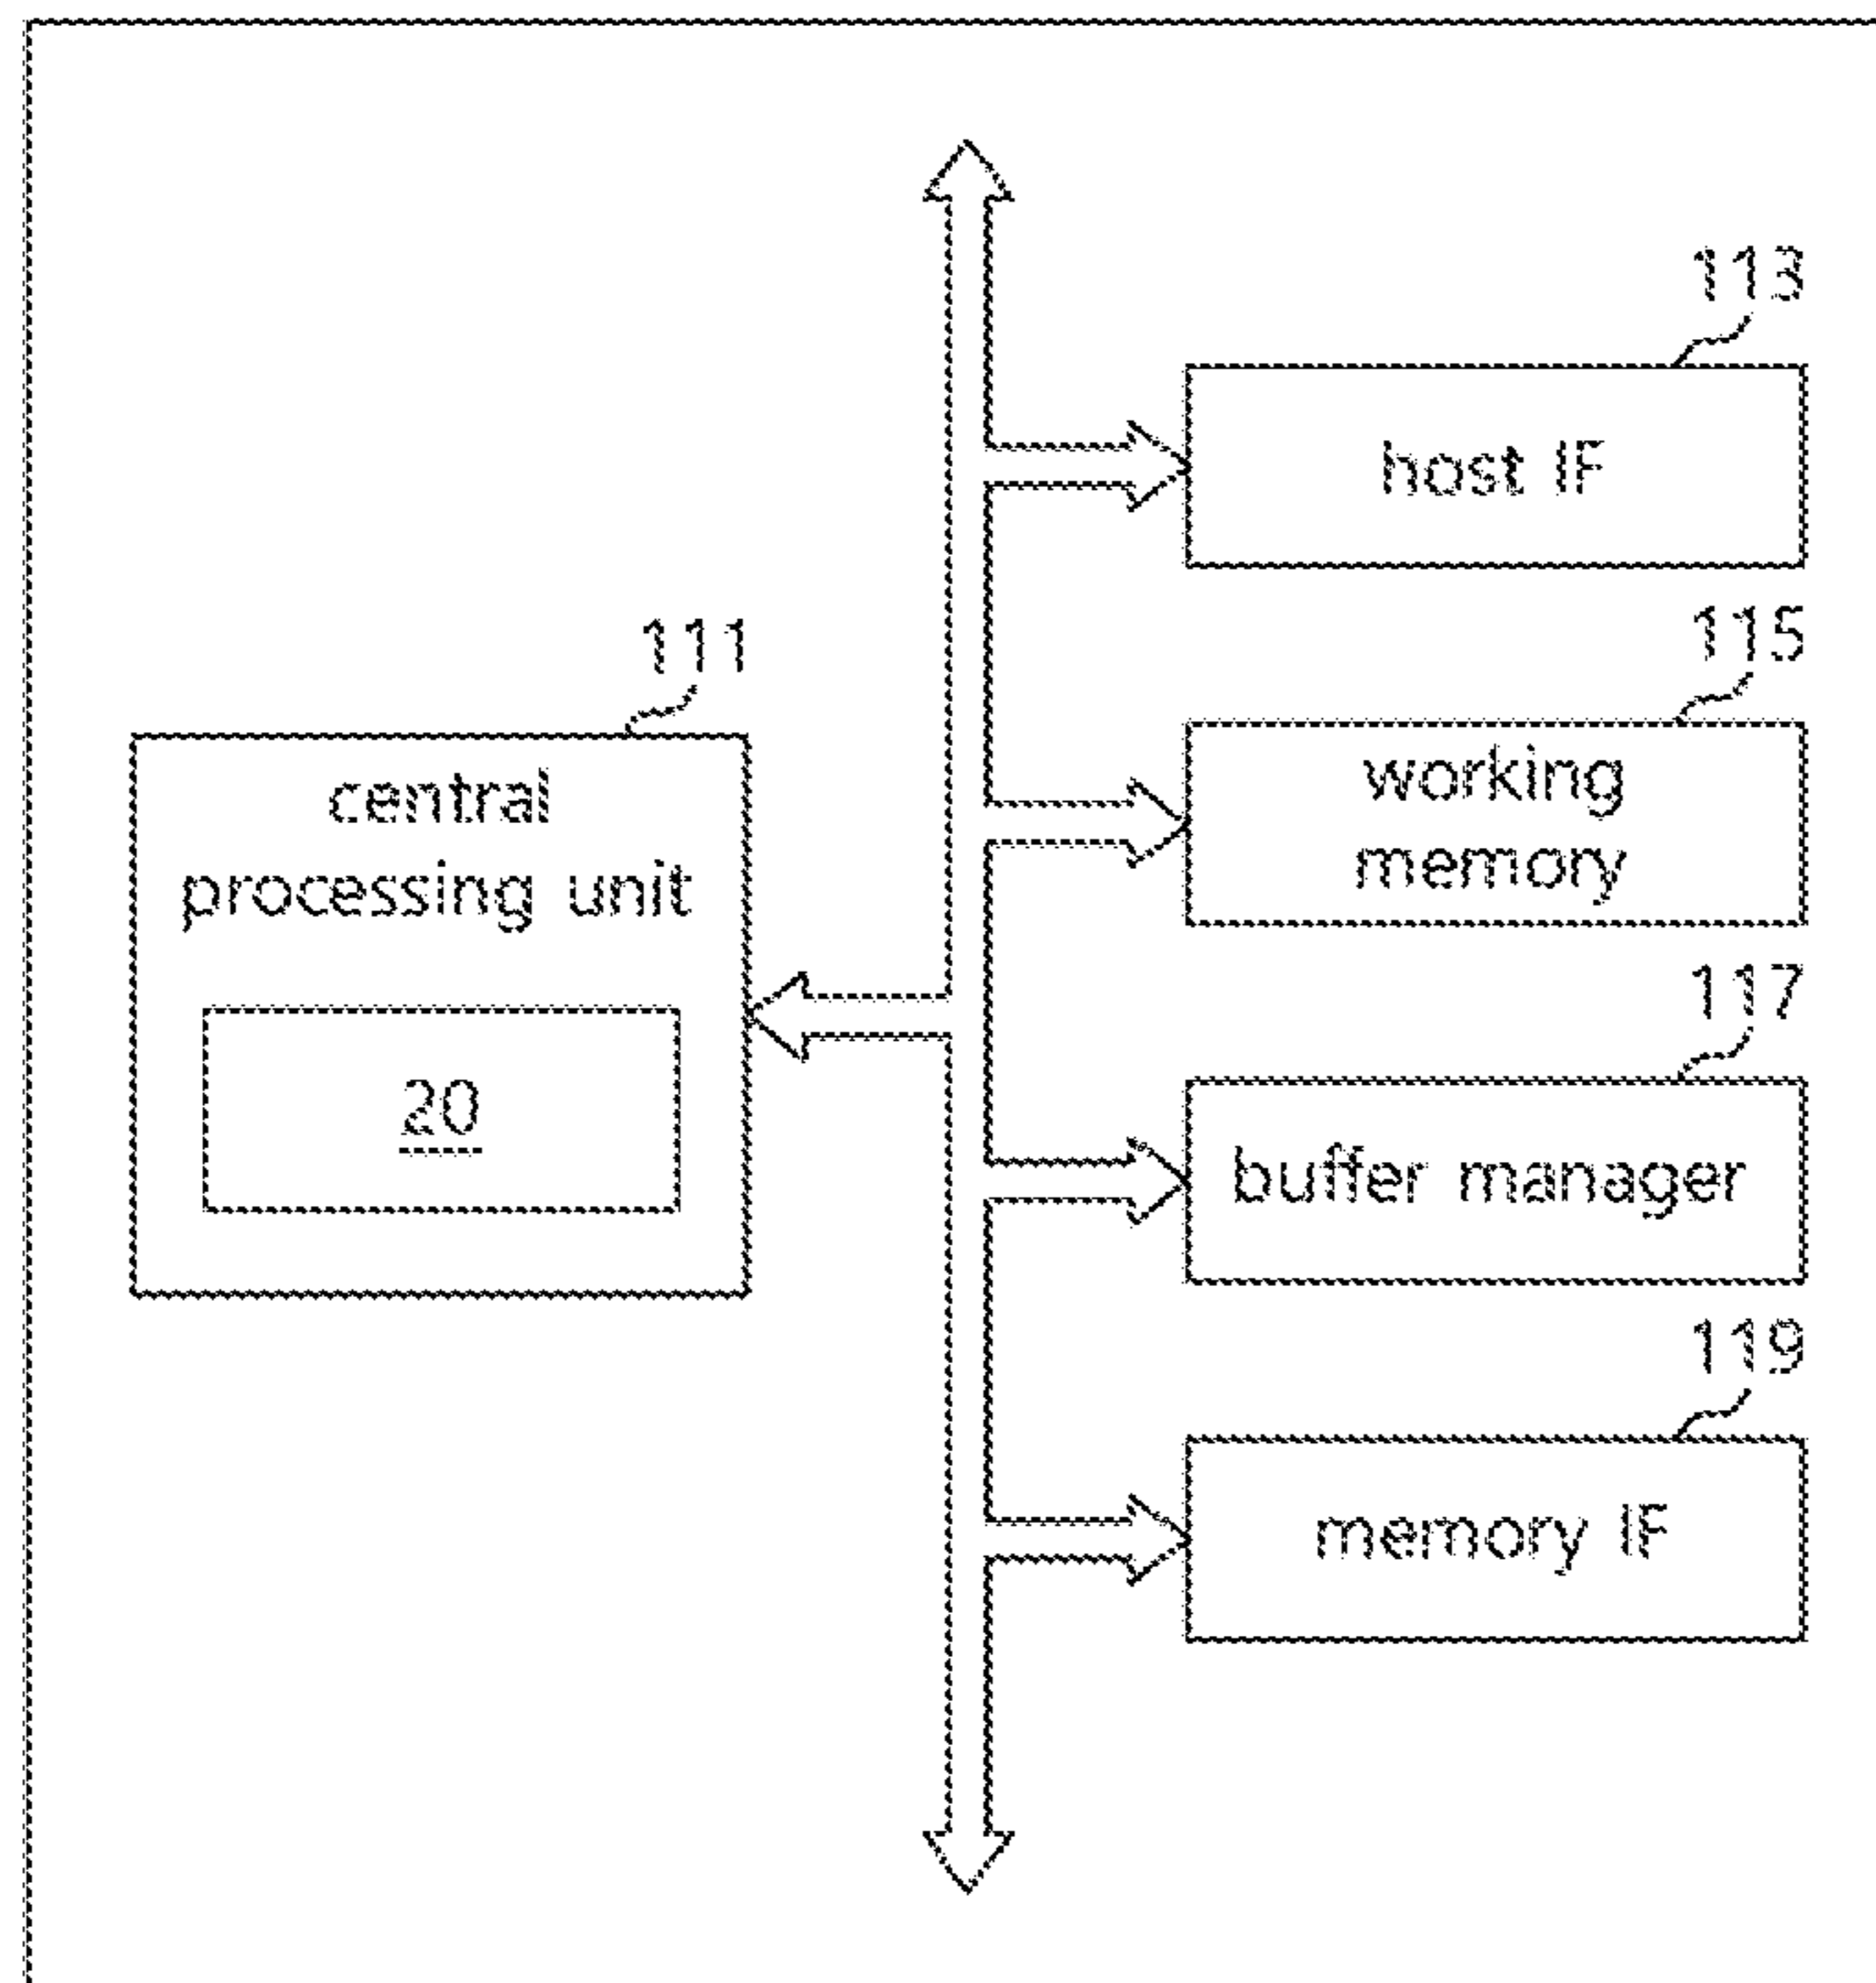 113
host IF
111
115
central
processing unit
working
memory
20
117
buffer manager
119
memory IF